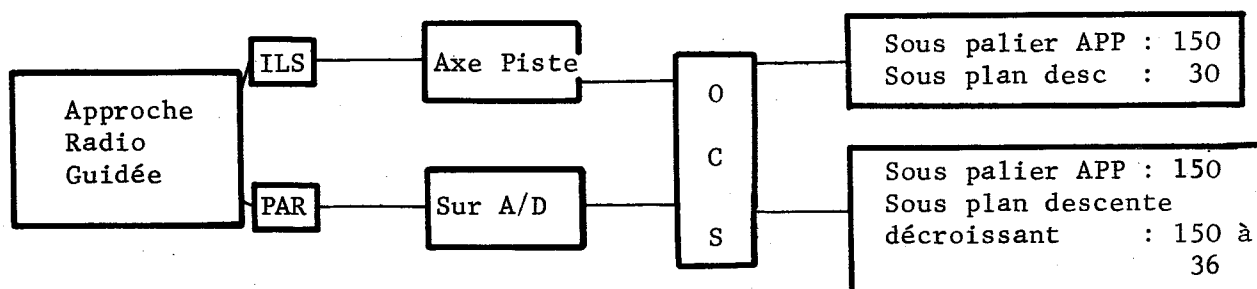 Approche
Radio
Guidée
ILS
Axe Piste
PAR
Sur A/D
O
C
S
Sous palier APP : 150
Sous plan desc : 30
Sous palier APP : 150
Sous plan descente
décroissant : 150 à
36